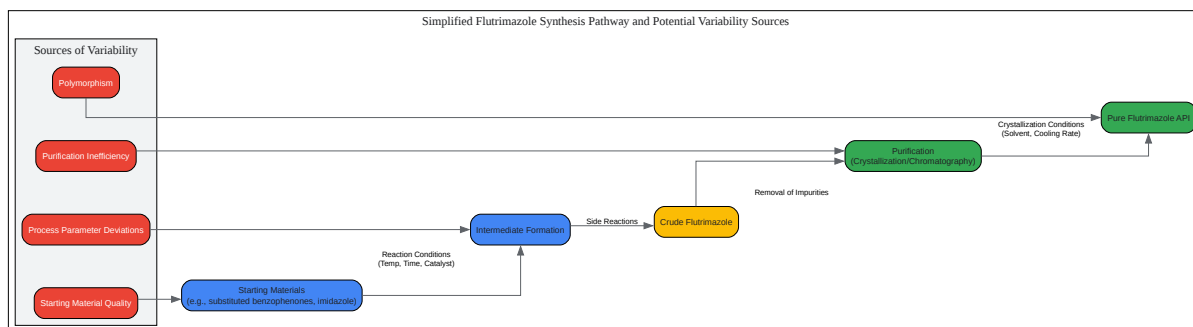 Simplified Flutrimazole Synthesis Pathway and Potential Variability Sources
Sources of Variability
Polymorphism
Pure Flutrimazole API
Crystallization Conditions
(Solvent, Cooling Rate)
Purification Inefficiency
Purification
(Crystallization/Chromatography)
Removal of Impurities
Process Parameter Deviations
Intermediate Formation
Side Reactions
Crude Flutrimazole
Reaction Conditions
(Temp, Time, Catalyst)
Starting Material Quality
Starting Materials
(e.g., substituted benzophenones, imidazole)